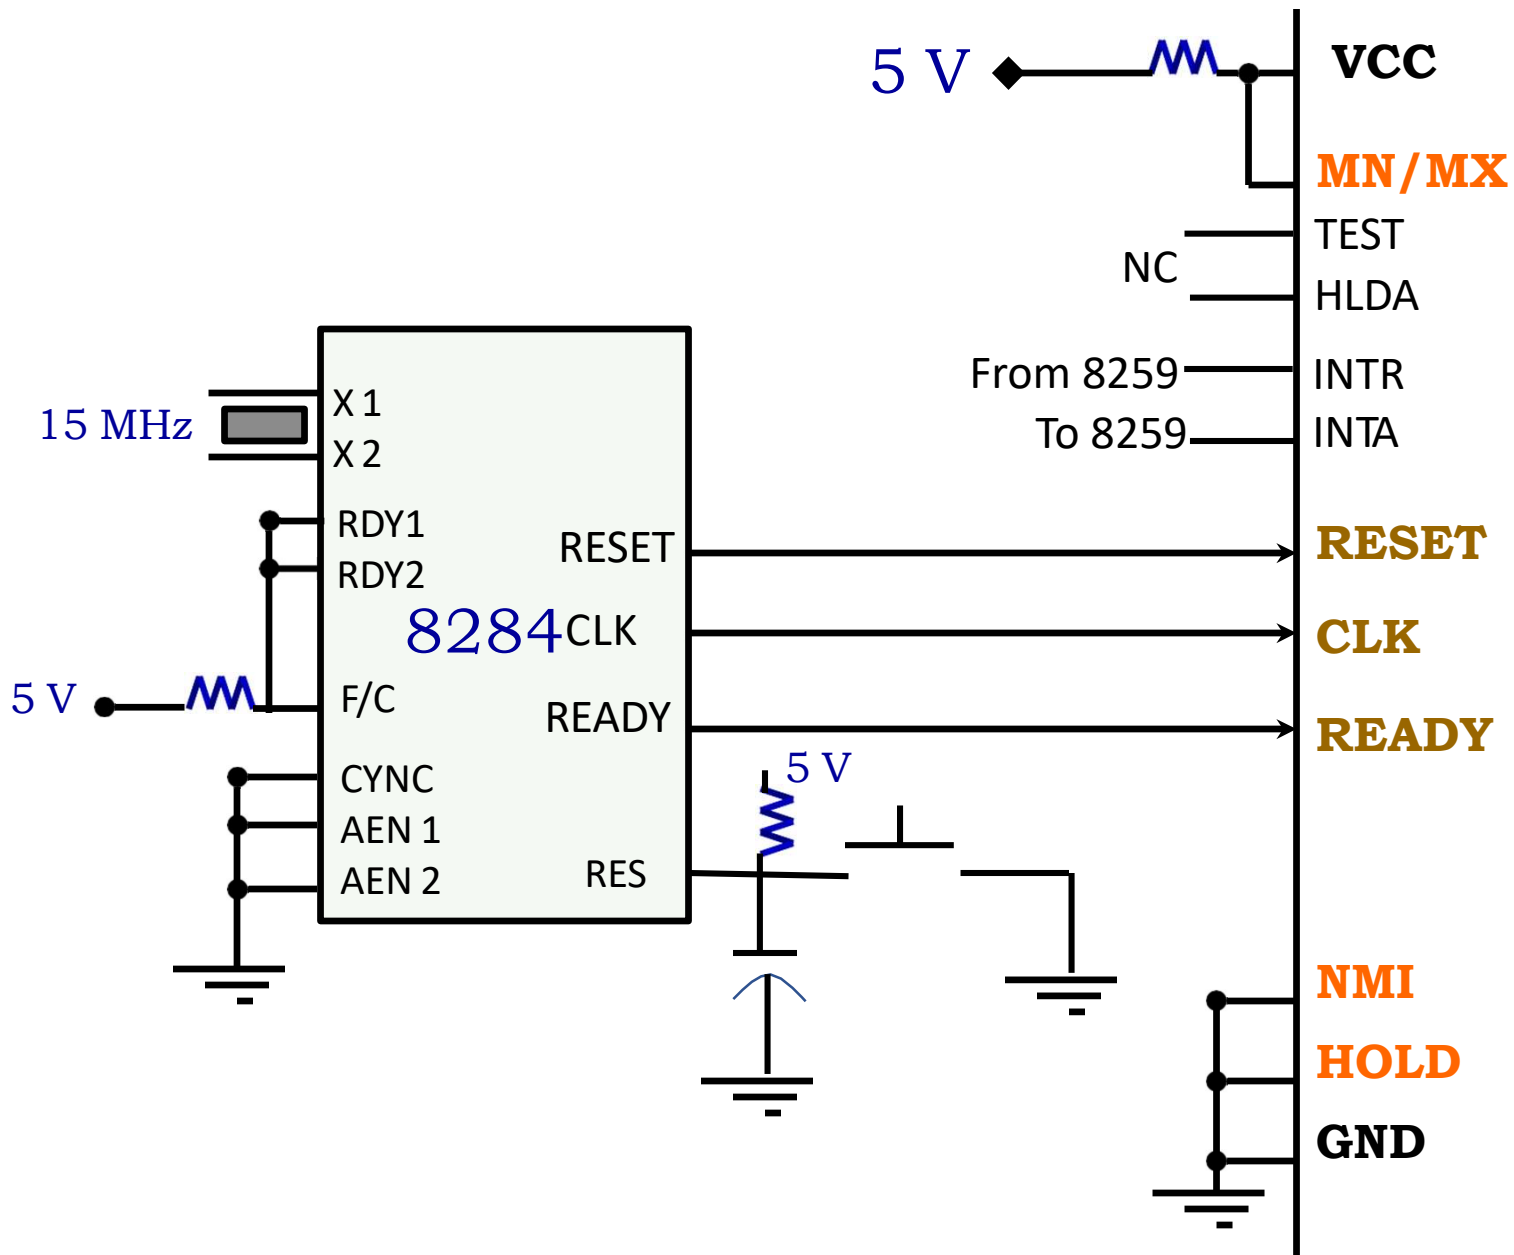 5 V
VCC
MN/MX
TEST
NC
HLDA
From 8259
INTR
To 8259
INTA
15 MHz
X 1
X 2
RDY1
RDY2
RESET
RESET
8284
CLK
CLK
5 V
F/C
READY
READY
5 V
CYNC
AEN 1
AEN 2
RES
NMI
HOLD
GND